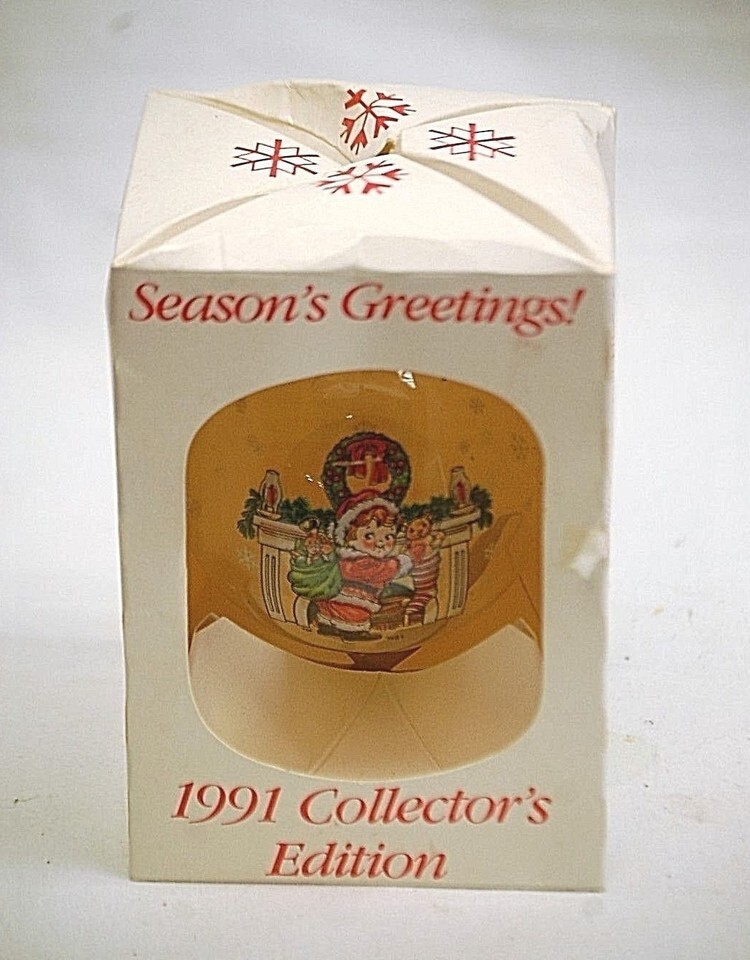 Season's Greetings!
1991 Collector's
Edition